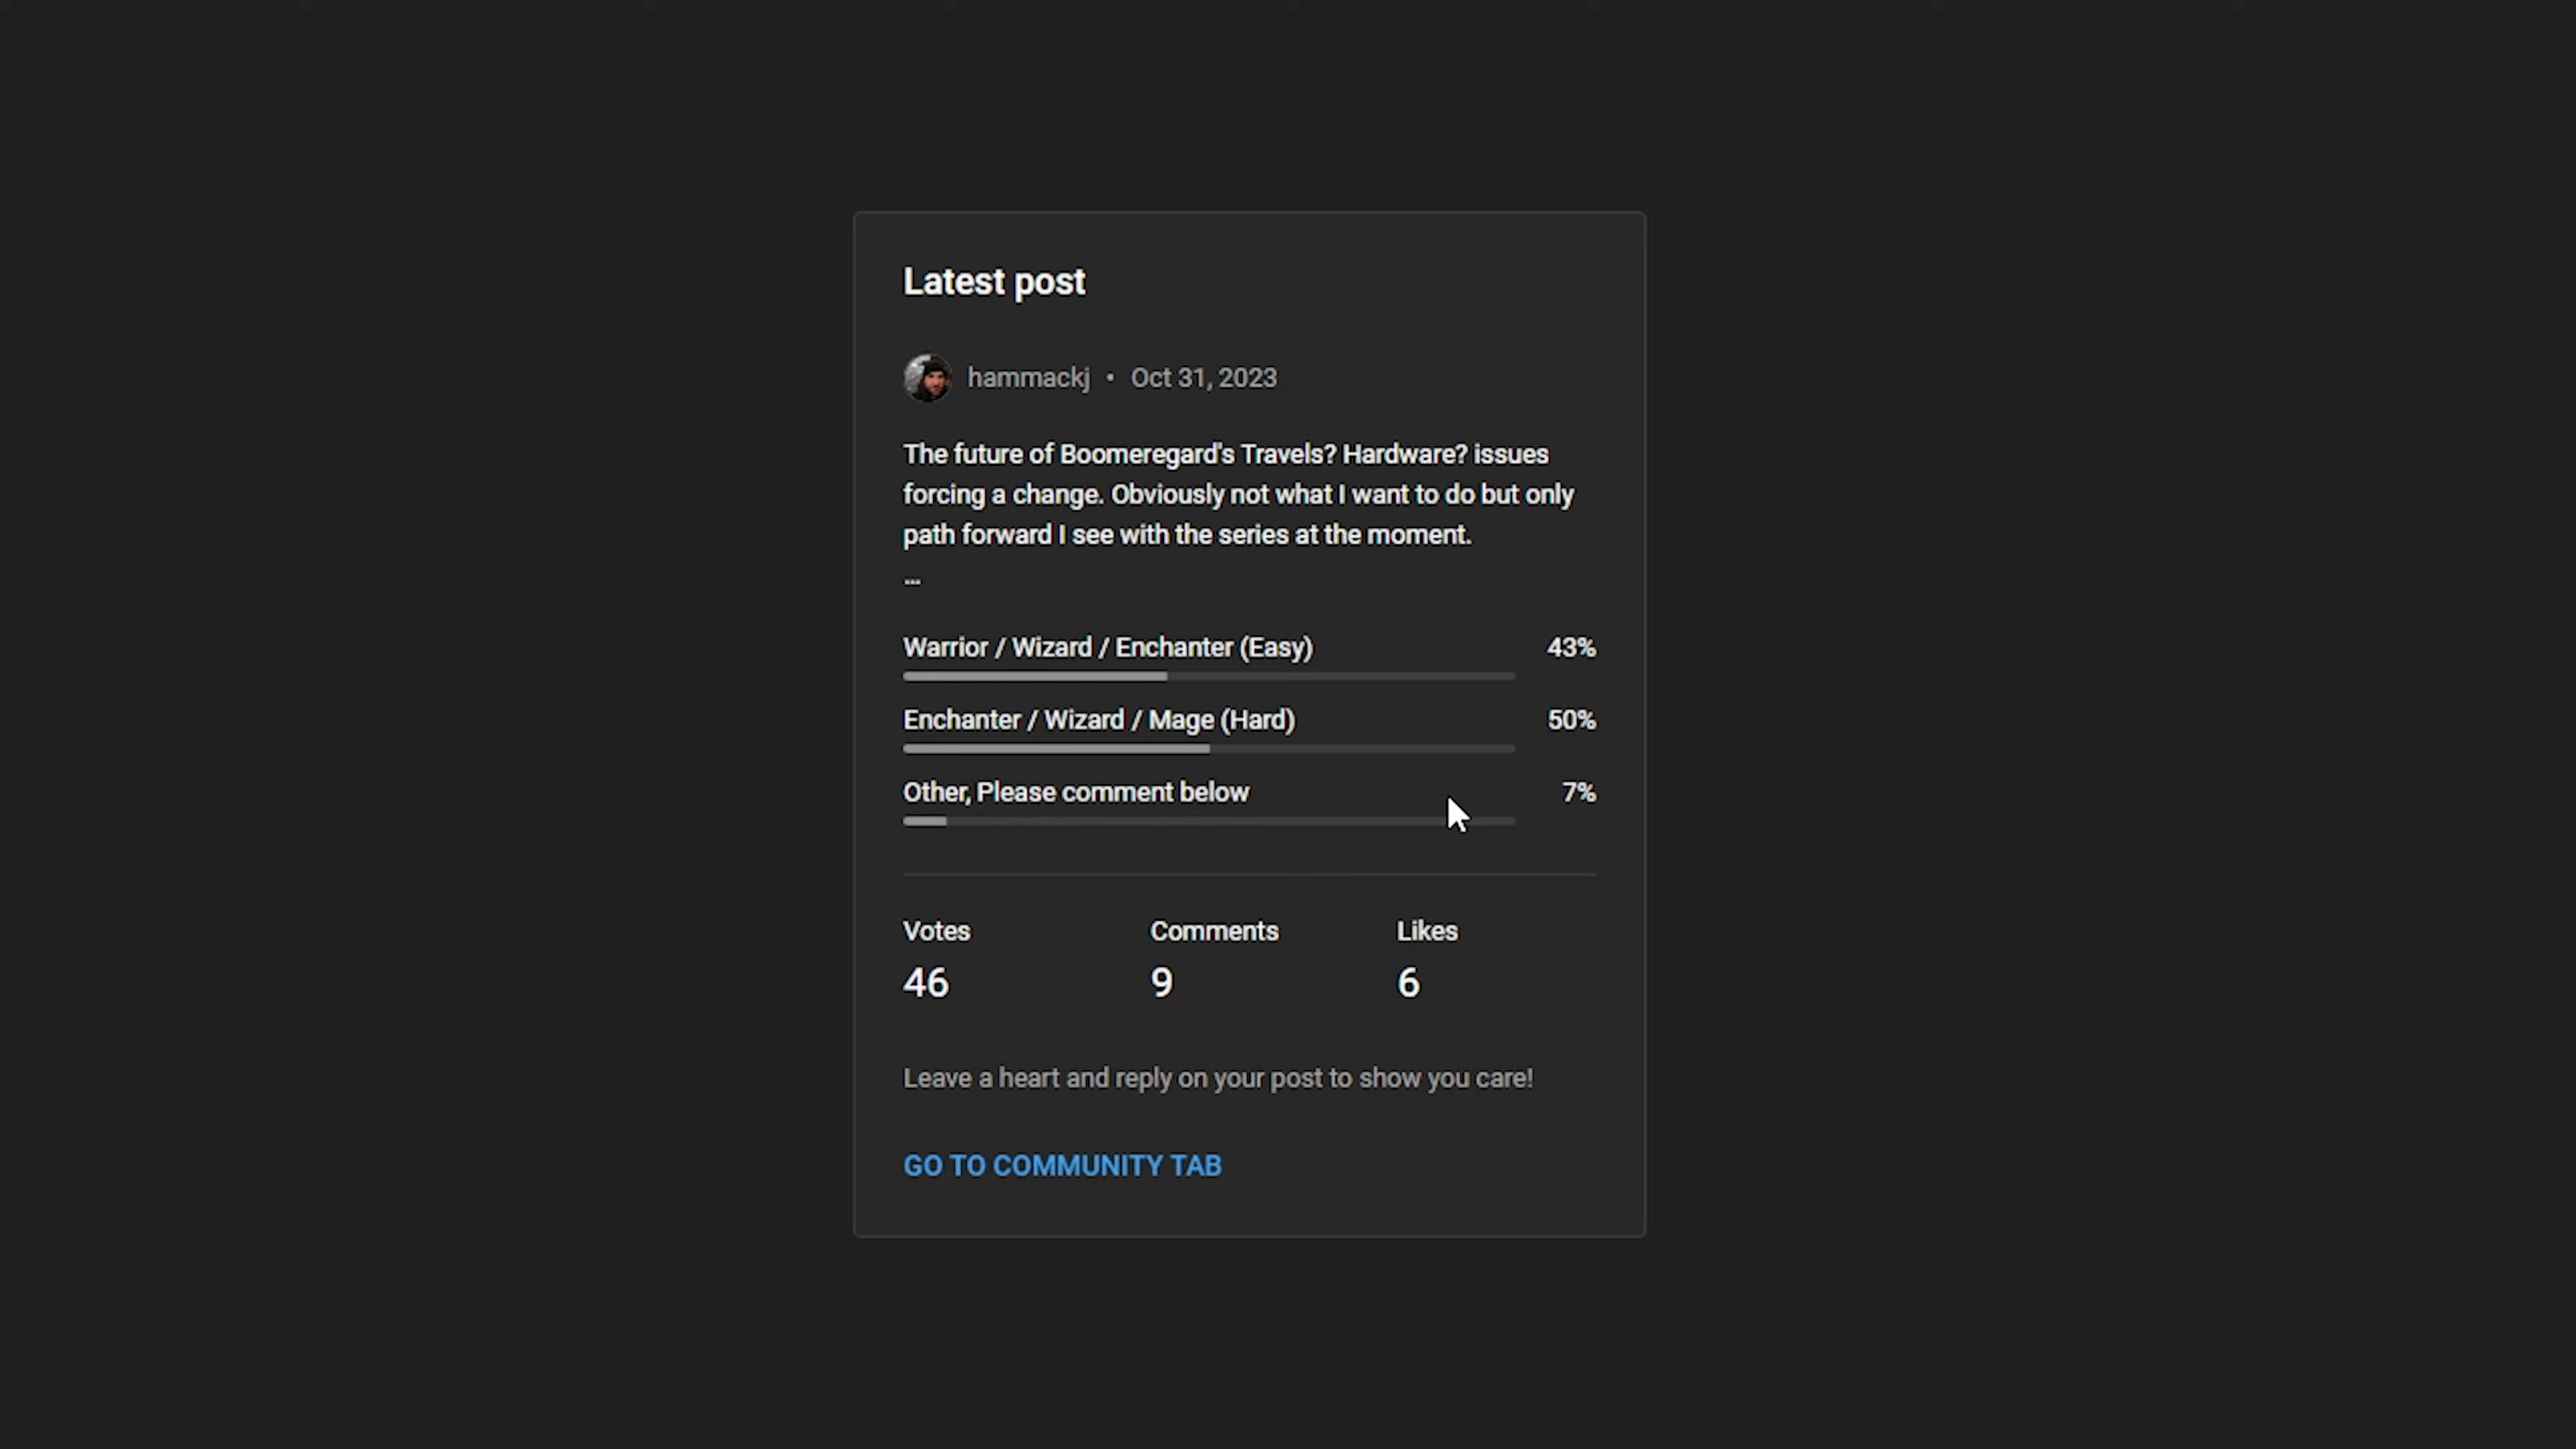 Latest post
hammackj • Oct 31, 2023
The future of Boomeregard's Travels? Hardware? issues
forcing a change. Obviously not what I want to do but only
path forward I see with the series at the moment.
...
Warrior / Wizard / Enchanter (Easy) 43%
Enchanter / Wizard / Mage (Hard) 50%
Other, Please comment below 7%
Votes Comments Likes
46 9 6
Leave a heart and reply on your post to show you care!
GO TO COMMUNITY TAB